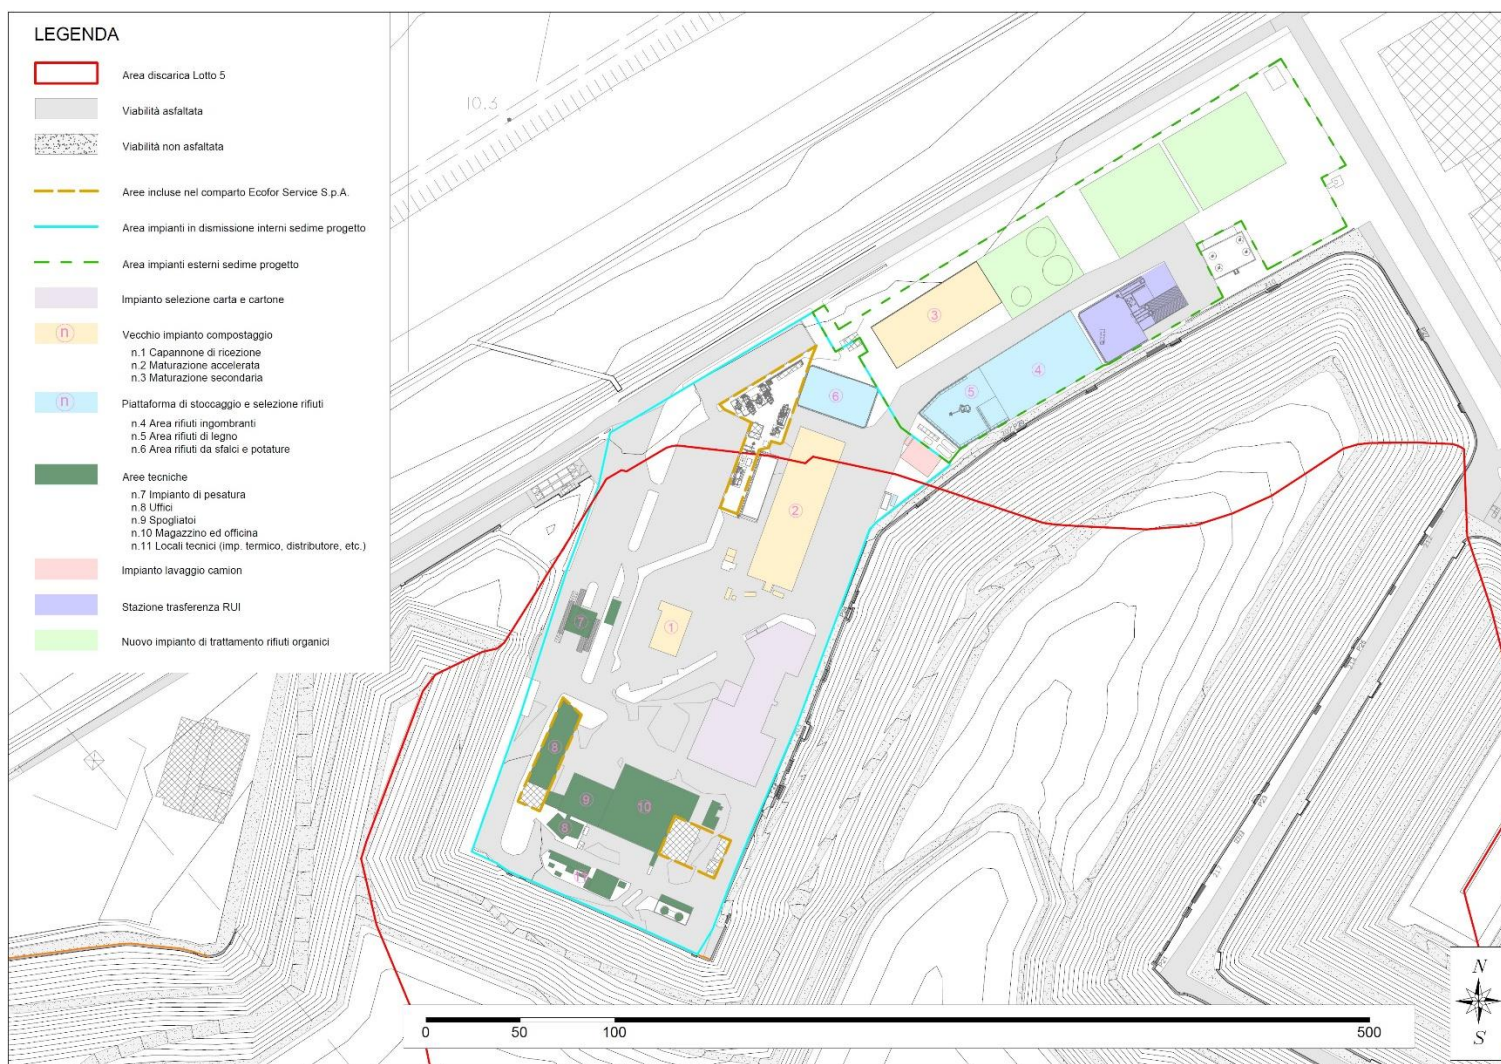 LEGENDA
Area discarica Lotto 5
Viabilità asfaltata
Viabilità non asfaltata
Aree incluse nel comparto Ecofor Service S.p.A.
Area impianti in dismissione interni sedime progetto
Area impianti esterni sedime progetto
Impianto selezione carta e cartone
n
Vecchio impianto compostaggio
n.1 Capannone di ricezione
n.2 Maturazione accelerata
n.3 Maturazione secondaria
n
Piattaforma di stoccaggio e selezione rifiuti
n.4 Area rifiuti ingombranti
n.5 Area rifiuti di legno
n.6 Area rifiuti da sfalci e potature
Aree tecniche
n.7 Impianto di pesatura
n.8 Uffici
n.9 Spogliatoi
n.10 Magazzino ed officina
n.11 Locali tecnici (imp. termico, distributore, etc.)
Impianto lavaggio camion
Stazione trasferenza RUI
Nuovo impianto di trattamento rifiuti organici
10.3
3
4
5
6
2
1
7
8
9
10
8
0
50
100
500
N
S